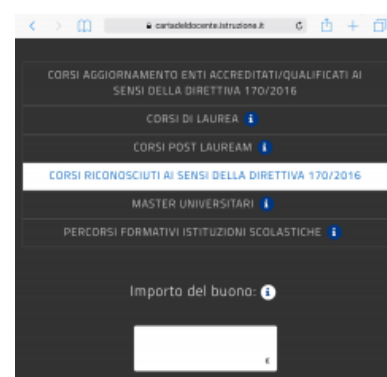 cartadeldocente.istruzione.it
CORSI AGGIORNAMENTO ENTI ACCREDITATI/QUALIFICATI AI
SENSI DELLA DIRETTIVA 170/2016
CORSI DI LAUREA i
CORSI POST LAUREAM i
CORSI RICONOSCIUTI AI SENSI DELLA DIRETTIVA 170/2016
MASTER UNIVERSITARI i
PERCORSI FORMATIVI ISTITUZIONI SCOLASTICHE i
Importo del buono: i
€